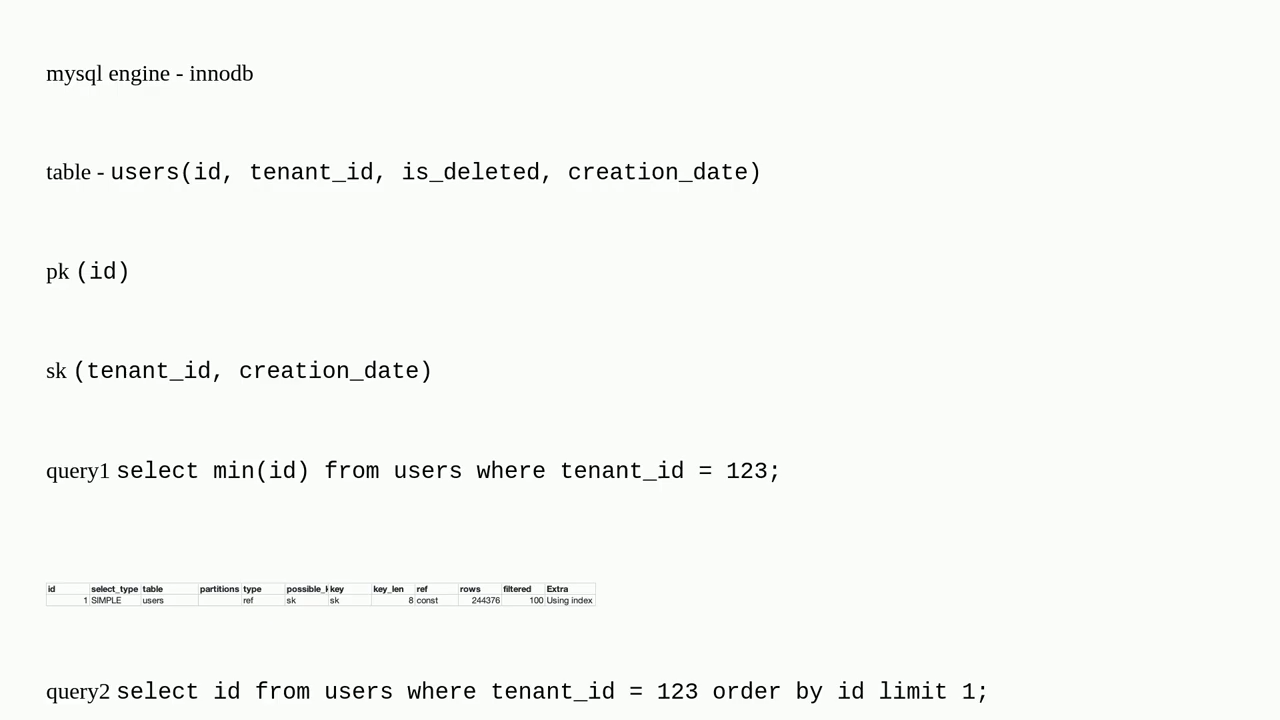 mysql engine - innodb
table - users(id, tenant_id, is_deleted, creation_date)
pk (id)
sk (tenant_id, creation_date)
query1 select min(id) from users where tenant_id = 123;
id select_type table partitions type possible_k key key_len ref rows filtered Extra
1 SIMPLE users ref sk sk 8 const 244376 100 Using index
query2 select id from users where tenant_id = 123 order by id limit 1;